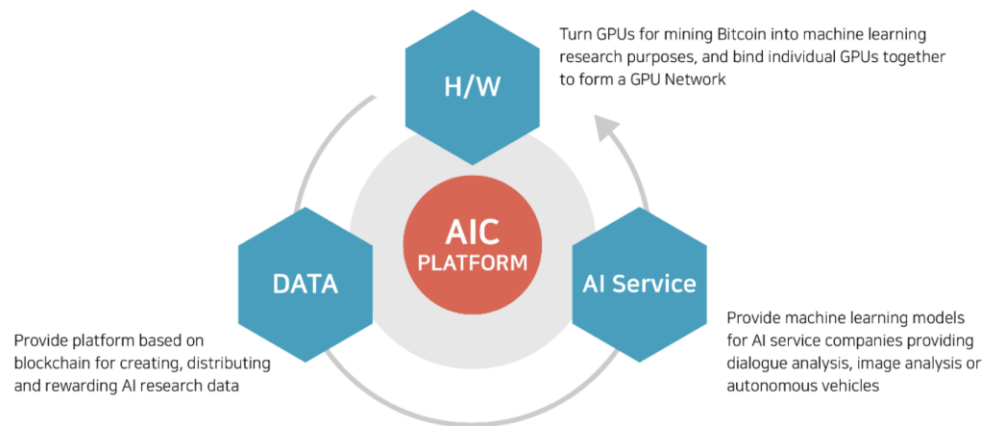 Turn GPUs for mining Bitcoin into machine learning
research purposes, and bind individual GPUs together
to form a GPU Network
H/W
AIC
PLATFORM
DATA
AI Service
Provide platform based on
blockchain for creating, distributing
and rewarding AI research data
Provide machine learning models
for AI service companies providing
dialogue analysis, image analysis or
autonomous vehicles